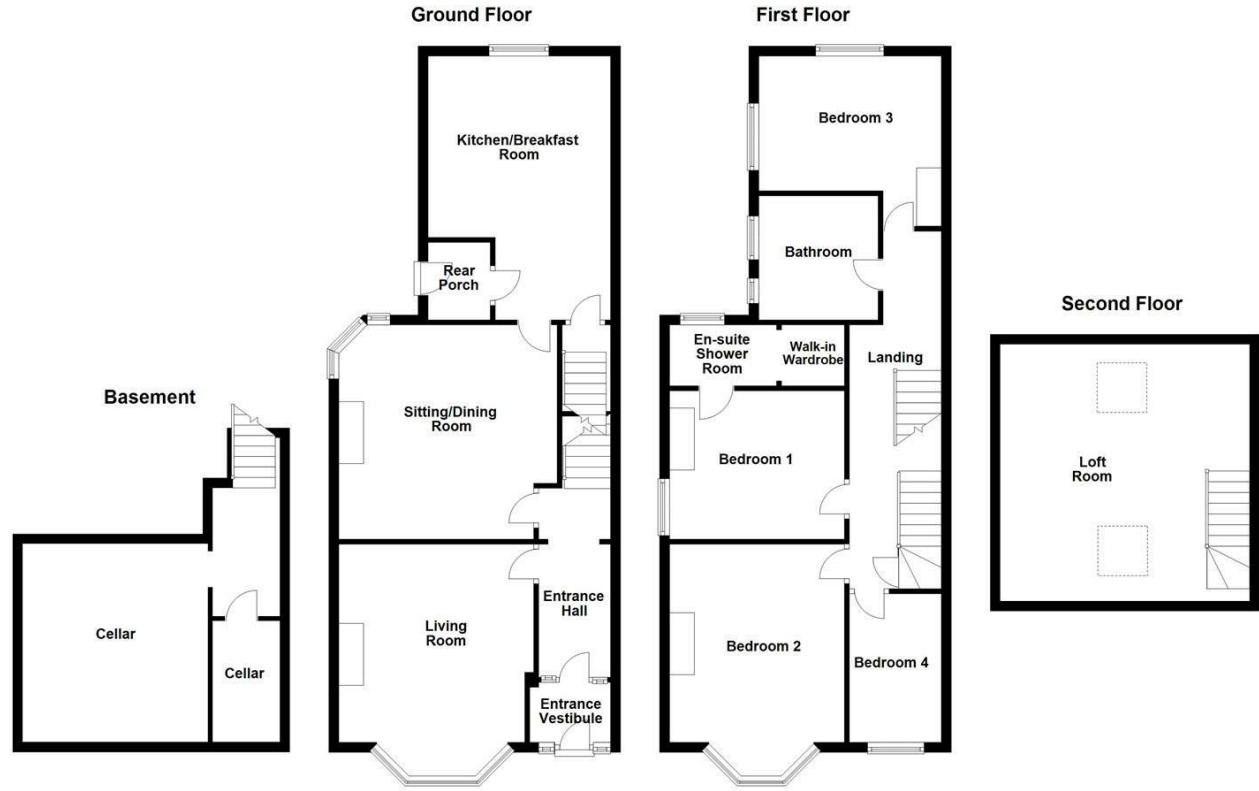 Ground Floor
Kitchen/Breakfast
Room
Rear
Porch
Sitting/Dining
Room
Living
Room
Entrance
Hall
Entrance
Vestibule
First Floor
Bedroom 3
Bathroom
En-suite
Shower
Room
Walk-in
Wardrobe
Landing
Bedroom 1
Bedroom 2
Bedroom 4
Second Floor
Loft
Room
Basement
Cellar
Cellar